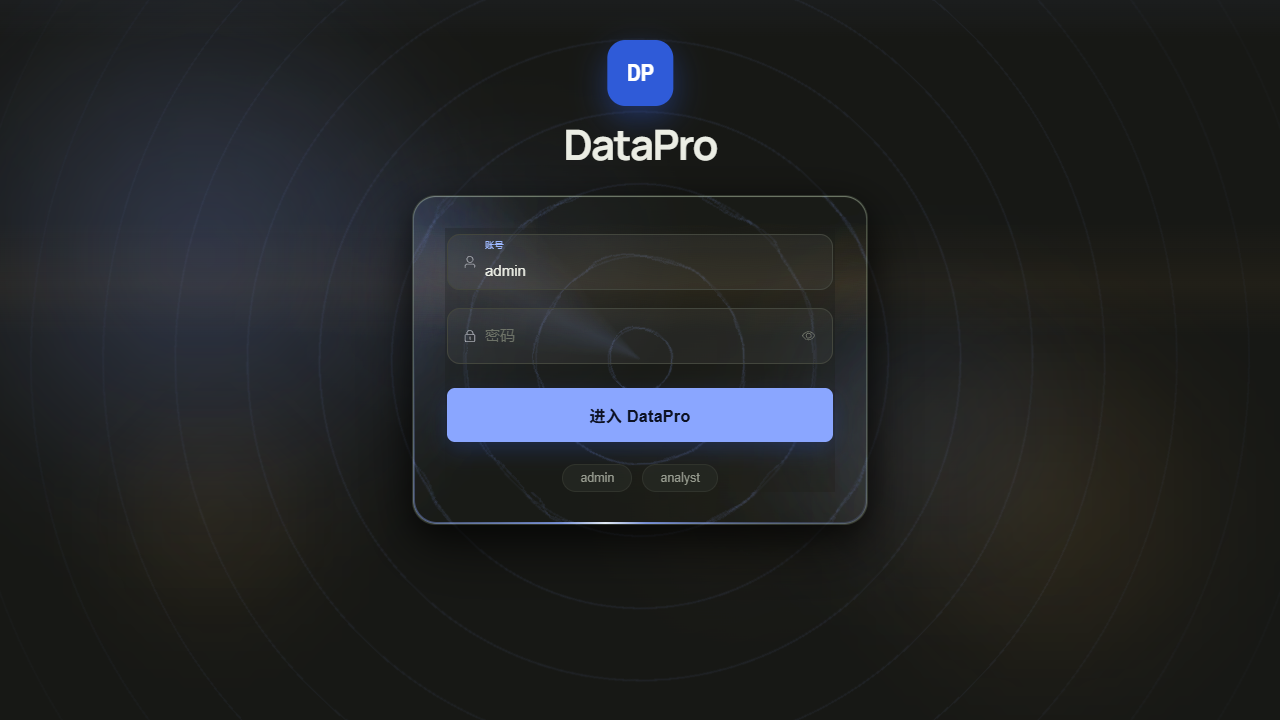 DP
DataPro
账号
admin
密码
进入 DataPro
admin
analyst